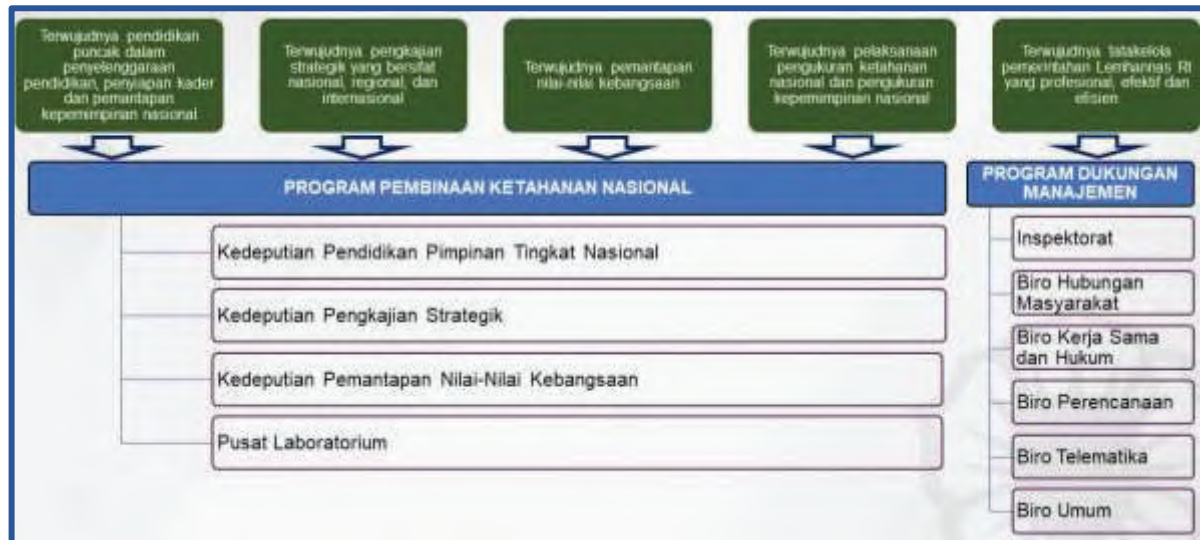 Terwujudnya pendidikan
puncak dalam
penyelenggaraan
pendidikan, penyiapan kader
dan pemantapan
kepemimpinan nasional
Terwujudnya pengkajian
strategik yang bersifat
nasional, regional, dan
internasional
Terwujudnya pemantapan
nilai-nilai kebangsaan
Terwujudnya pelaksanaan
pengukuran ketahanan
nasional dan pengukuran
kepemimpinan nasional
Terwujudnya tatakelola
pemerintahan Lemhannas RI
yang profesional, efektif dan
efisien
PROGRAM PEMBINAAN KETAHANAN NASIONAL
Kedeputian Pendidikan Pimpinan Tingkat Nasional
Kedeputian Pengkajian Strategik
Kedeputian Pemantapan Nilai-Nilai Kebangsaan
Pusat Laboratorium
PROGRAM DUKUNGAN
MANAJEMEN
Inspektorat
Biro Hubungan
Masyarakat
Biro Kerja Sama
dan Hukum
Biro Perencanaan
Biro Telematika
Biro Umum